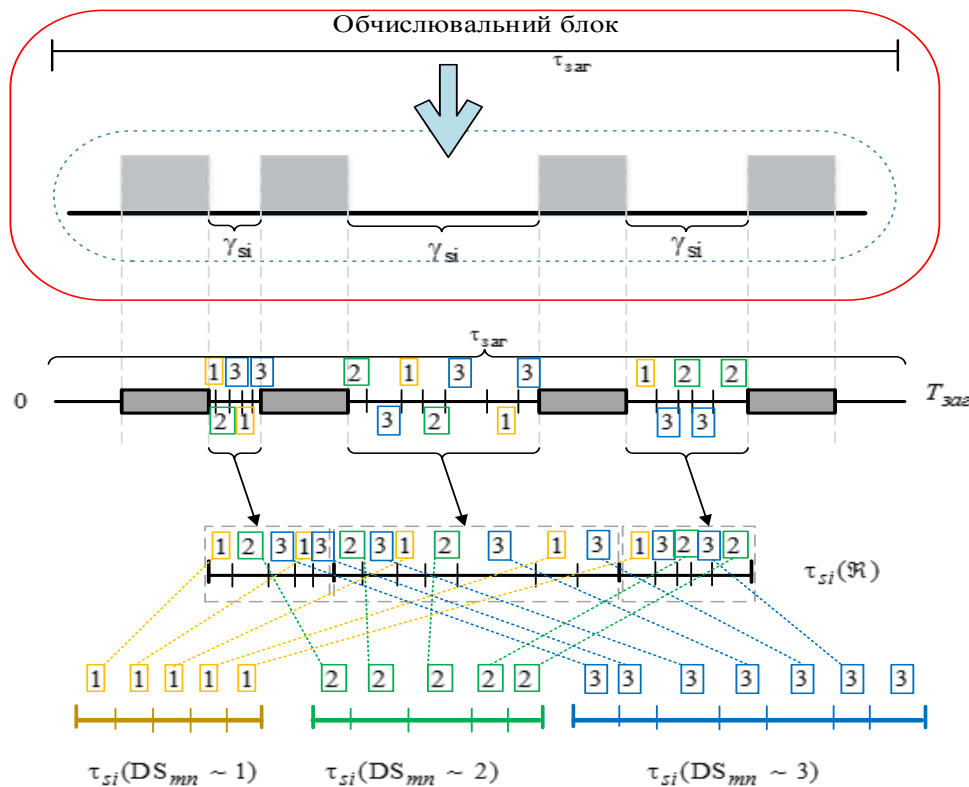 Обчислювальний блок
τзаг
γsi γsi γsi
τзаг
1 3 3 2 1 3 3 1 2 2
0 Tзаг
2 1 3 2 1 3 3
1 2 3 1 3 2 3 1 2 3 1 3 1 3 2 3 2
τsi(ℜ)
1 1 1 1 1 2 2 2 2 2 3 3 3 3 3 3 3
τsi(DSmn ~ 1) τsi(DSmn ~ 2) τsi(DSmn ~ 3)